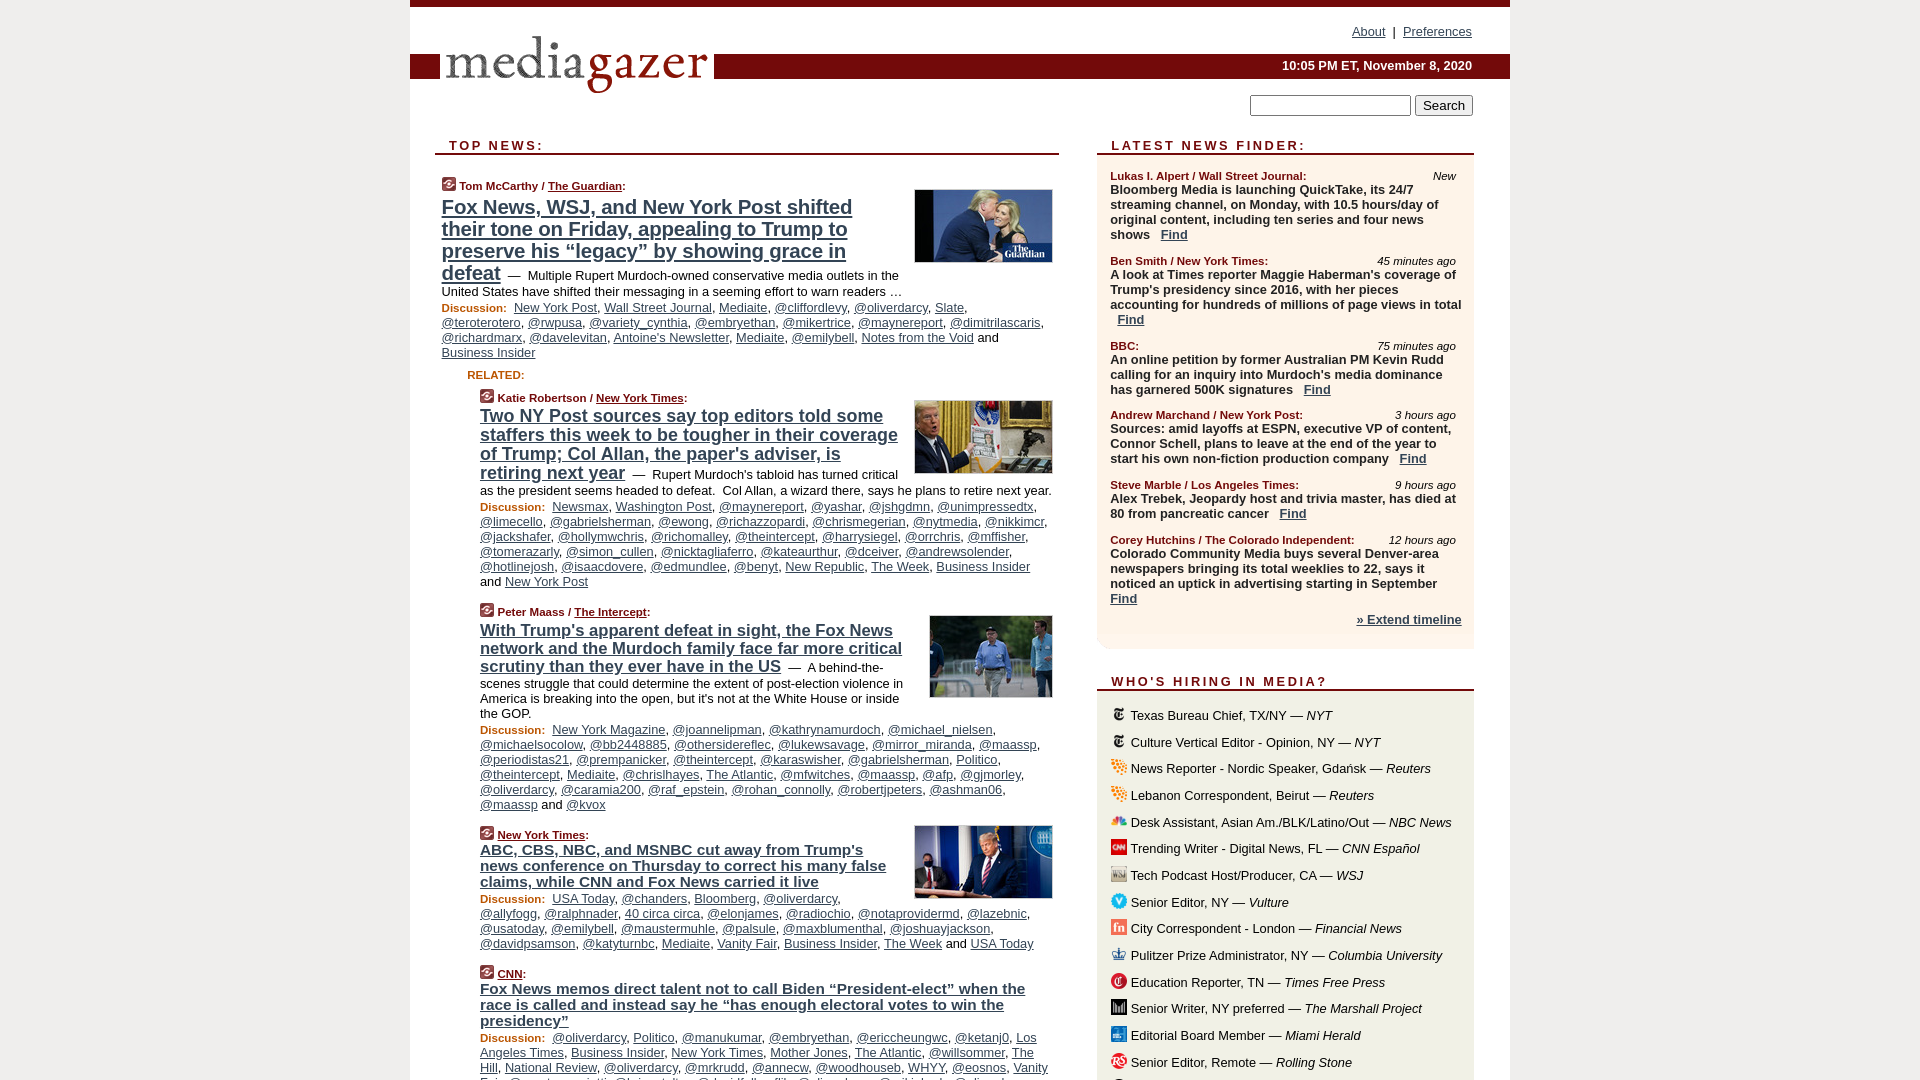 About | Preferences
mediagazer
10:05 PM ET, November 8, 2020
Search
TOP NEWS:
Tom McCarthy / The Guardian:
Fox News, WSJ, and New York Post shifted
their tone on Friday, appealing to Trump to
preserve his “legacy” by showing grace in
defeat — Multiple Rupert Murdoch-owned conservative media outlets in the
United States have shifted their messaging in a seeming effort to warn readers …
The Guardian
Discussion: New York Post, Wall Street Journal, Mediaite, @cliffordlevy, @oliverdarcy, Slate,
@teroterotero, @rwpusa, @variety_cynthia, @embryethan, @mikertrice, @maynereport, @dimitrilascaris,
@richardmarx, @davelevitan, Antoine's Newsletter, Mediaite, @emilybell, Notes from the Void and
Business Insider
RELATED:
Katie Robertson / New York Times:
Two NY Post sources say top editors told some
staffers this week to be tougher in their coverage
of Trump; Col Allan, the paper's adviser, is
retiring next year — Rupert Murdoch's tabloid has turned critical
as the president seems headed to defeat. Col Allan, a wizard there, says he plans to retire next year.
Discussion: Newsmax, Washington Post, @maynereport, @yashar, @jshgdmn, @unimpressedtx,
@limecello, @gabrielsherman, @ewong, @richazzopardi, @chrismegerian, @nytmedia, @nikkimcr,
@jackshafer, @hollymwchris, @richomalley, @theintercept, @harrysiegel, @orrchris, @mffisher,
@tomerazarly, @simon_cullen, @nicktagliaferro, @kateaurthur, @dceiver, @andrewsolender,
@hotlinejosh, @isaacdovere, @edmundlee, @benyt, New Republic, The Week, Business Insider
and New York Post
Peter Maass / The Intercept:
With Trump's apparent defeat in sight, the Fox News
network and the Murdoch family face far more critical
scrutiny than they ever have in the US — A behind-the-
scenes struggle that could determine the extent of post-election violence in
America is breaking into the open, but it's not at the White House or inside
the GOP.
Discussion: New York Magazine, @joannelipman, @kathrynamurdoch, @michael_nielsen,
@michaelsocolow, @bb2448885, @othersidereflec, @lukewsavage, @mirror_miranda, @maassp,
@periodistas21, @prempanicker, @theintercept, @karaswisher, @gabrielsherman, Politico,
@theintercept, Mediaite, @chrislhayes, The Atlantic, @mfwitches, @maassp, @afp, @gjmorley,
@oliverdarcy, @caramia200, @raf_epstein, @rohan_connolly, @robertjpeters, @ashman06,
@maassp and @kvox
New York Times:
ABC, CBS, NBC, and MSNBC cut away from Trump's
news conference on Thursday to correct his many false
claims, while CNN and Fox News carried it live
Discussion: USA Today, @chanders, Bloomberg, @oliverdarcy,
@allyfogg, @ralphnader, 40 circa circa, @elonjames, @radiochio, @notaprovidermd, @lazebnic,
@usatoday, @emilybell, @maustermuhle, @palsule, @maxblumenthal, @joshuayjackson,
@davidpsamson, @katyturnbc, Mediaite, Vanity Fair, Business Insider, The Week and USA Today
CNN:
Fox News memos direct talent not to call Biden “President-elect” when the
race is called and instead say he “has enough electoral votes to win the
presidency”
Discussion: @oliverdarcy, Politico, @manukumar, @embryethan, @ericcheungwc, @ketanj0, Los
Angeles Times, Business Insider, New York Times, Mother Jones, The Atlantic, @willsommer, The
Hill, National Review, @oliverdarcy, @mrkrudd, @annecw, @woodhouseb, WHYY, @eosnos, Vanity
LATEST NEWS FINDER:
Lukas I. Alpert / Wall Street Journal: New
Bloomberg Media is launching QuickTake, its 24/7
streaming channel, on Monday, with 10.5 hours/day of
original content, including ten series and four news
shows Find
Ben Smith / New York Times: 45 minutes ago
A look at Times reporter Maggie Haberman's coverage of
Trump's presidency since 2016, with her pieces
accounting for hundreds of millions of page views in total
Find
BBC: 75 minutes ago
An online petition by former Australian PM Kevin Rudd
calling for an inquiry into Murdoch's media dominance
has garnered 500K signatures Find
Andrew Marchand / New York Post: 3 hours ago
Sources: amid layoffs at ESPN, executive VP of content,
Connor Schell, plans to leave at the end of the year to
start his own non-fiction production company Find
Steve Marble / Los Angeles Times: 9 hours ago
Alex Trebek, Jeopardy host and trivia master, has died at
80 from pancreatic cancer Find
Corey Hutchins / The Colorado Independent: 12 hours ago
Colorado Community Media buys several Denver-area
newspapers bringing its total weeklies to 22, says it
noticed an uptick in advertising starting in September
Find
» Extend timeline
WHO'S HIRING IN MEDIA?
Texas Bureau Chief, TX/NY — NYT
Culture Vertical Editor - Opinion, NY — NYT
News Reporter - Nordic Speaker, Gdańsk — Reuters
Lebanon Correspondent, Beirut — Reuters
Desk Assistant, Asian Am./BLK/Latino/Out — NBC News
Trending Writer - Digital News, FL — CNN Español
Tech Podcast Host/Producer, CA — WSJ
Senior Editor, NY — Vulture
City Correspondent - London — Financial News
Pulitzer Prize Administrator, NY — Columbia University
Education Reporter, TN — Times Free Press
Senior Writer, NY preferred — The Marshall Project
Editorial Board Member — Miami Herald
Senior Editor, Remote — Rolling Stone